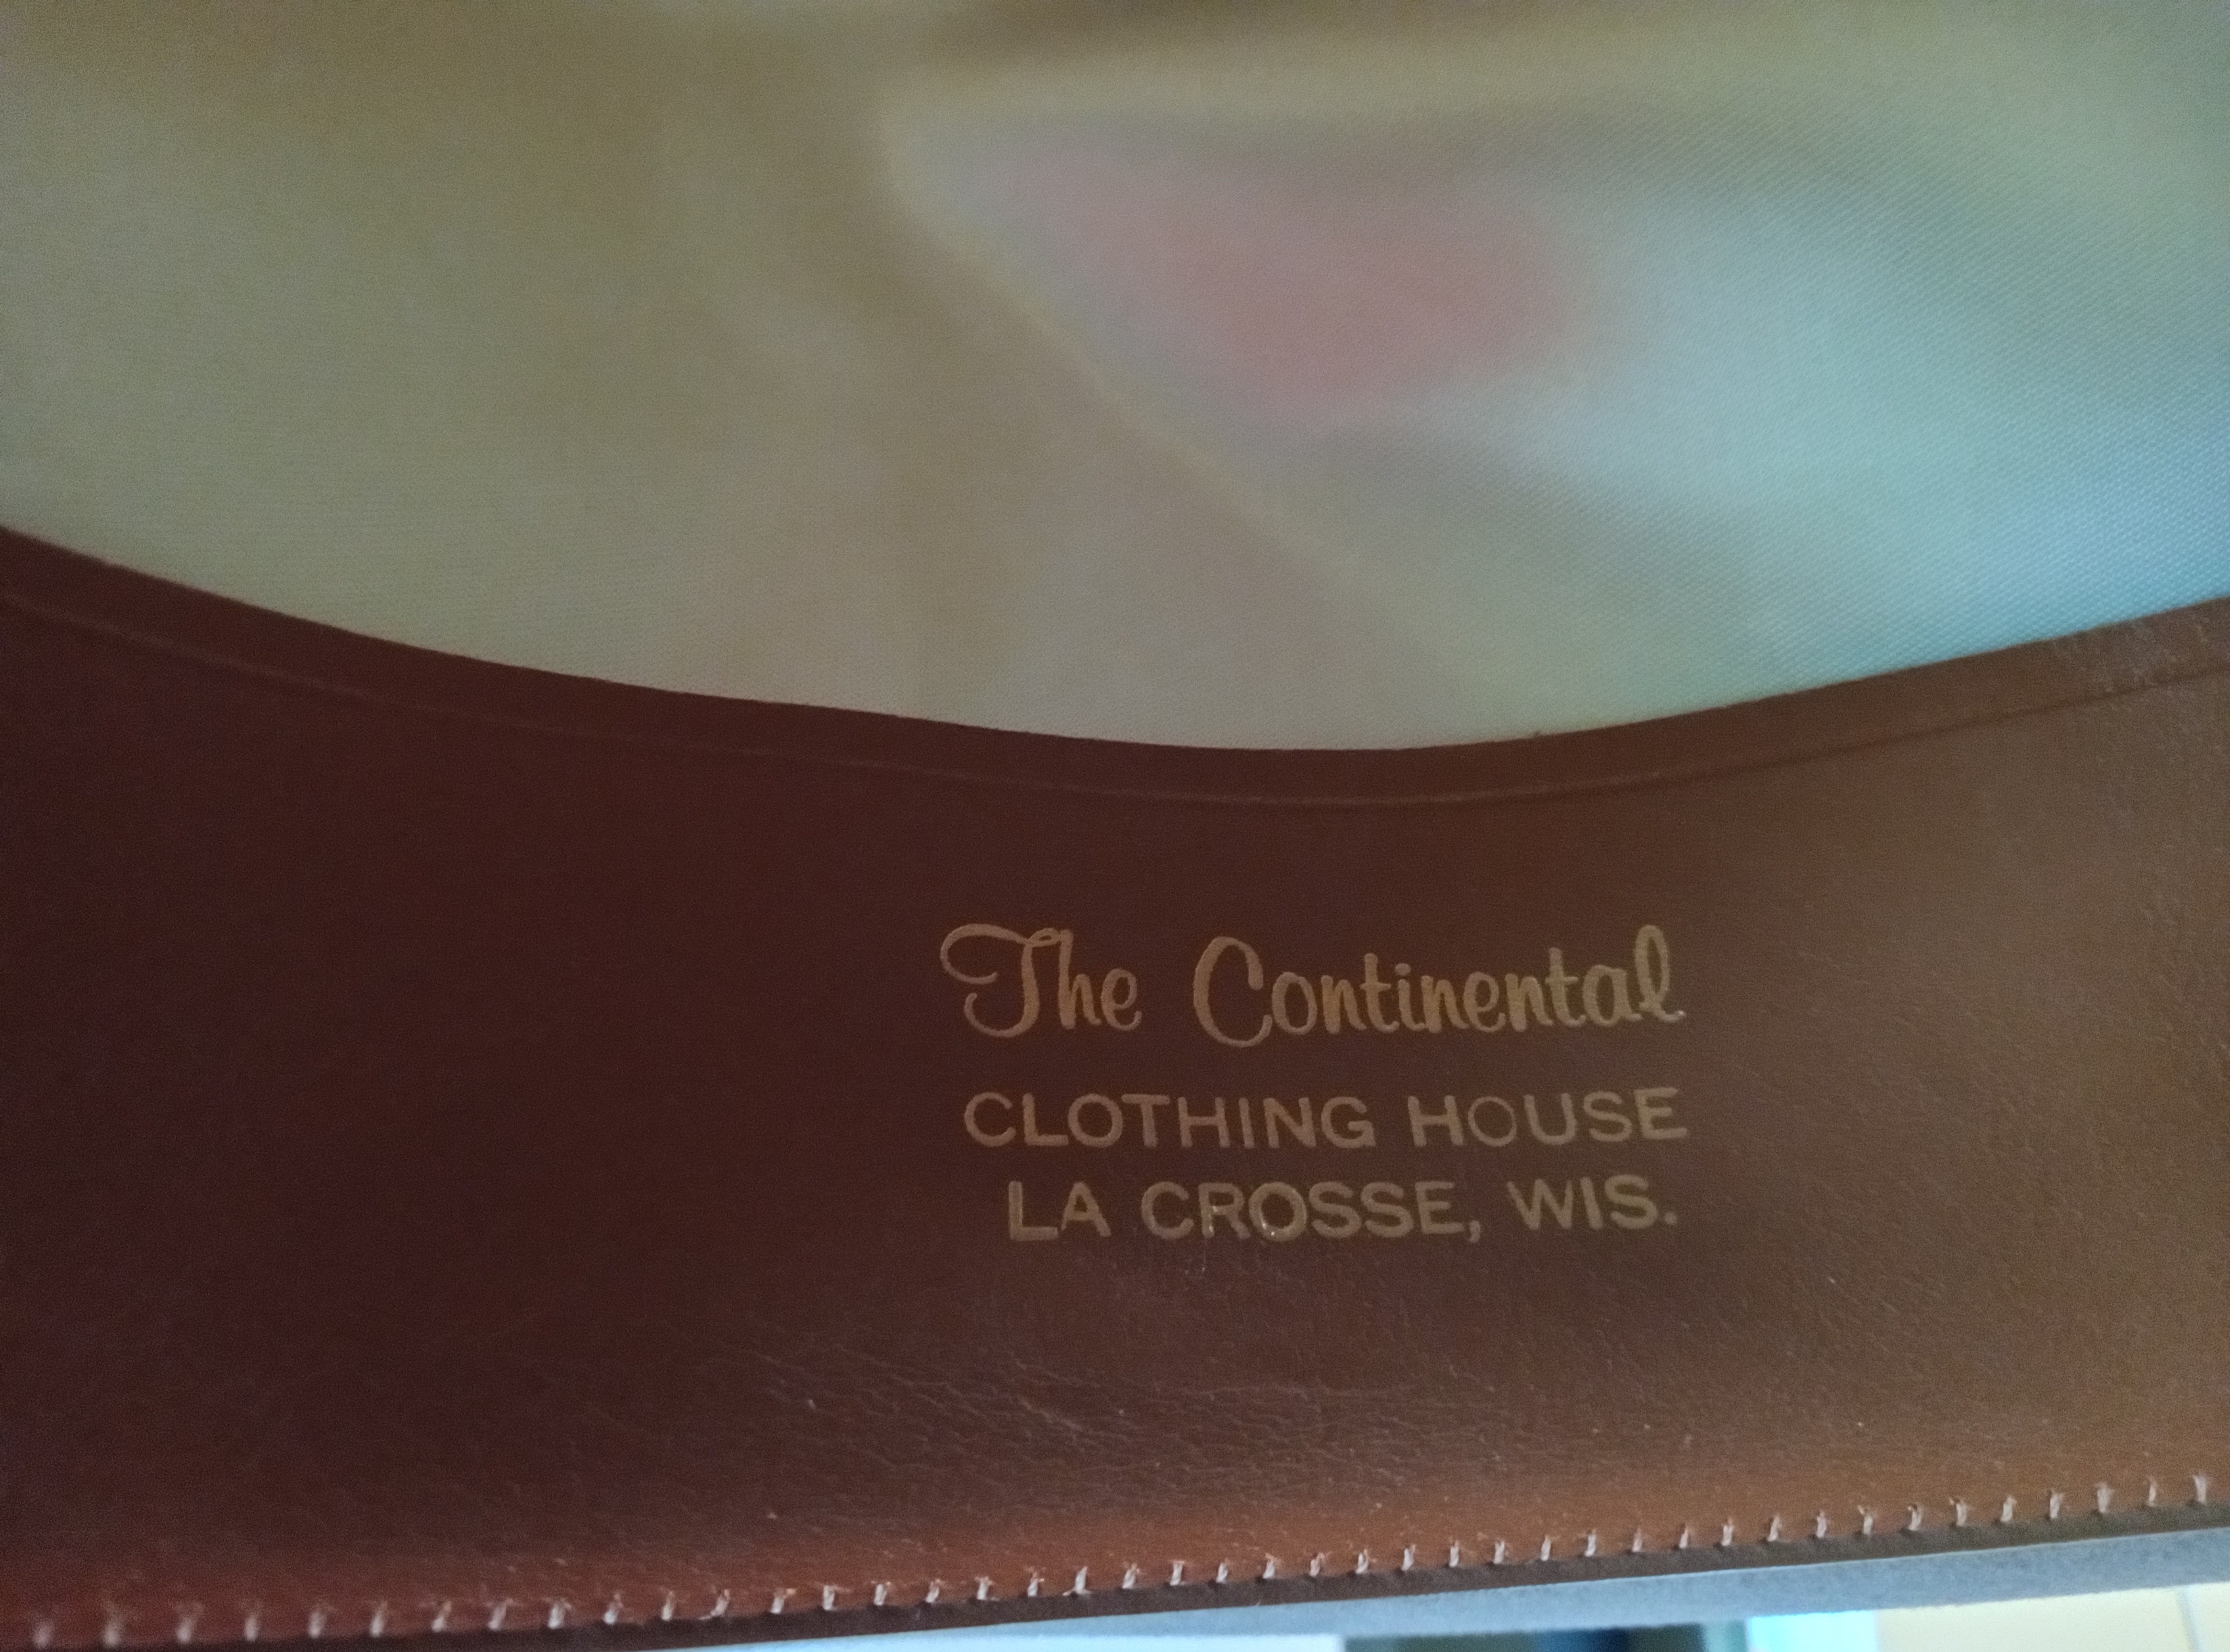 The Continental
CLOTHING HOUSE
LA CROSSE, WIS.